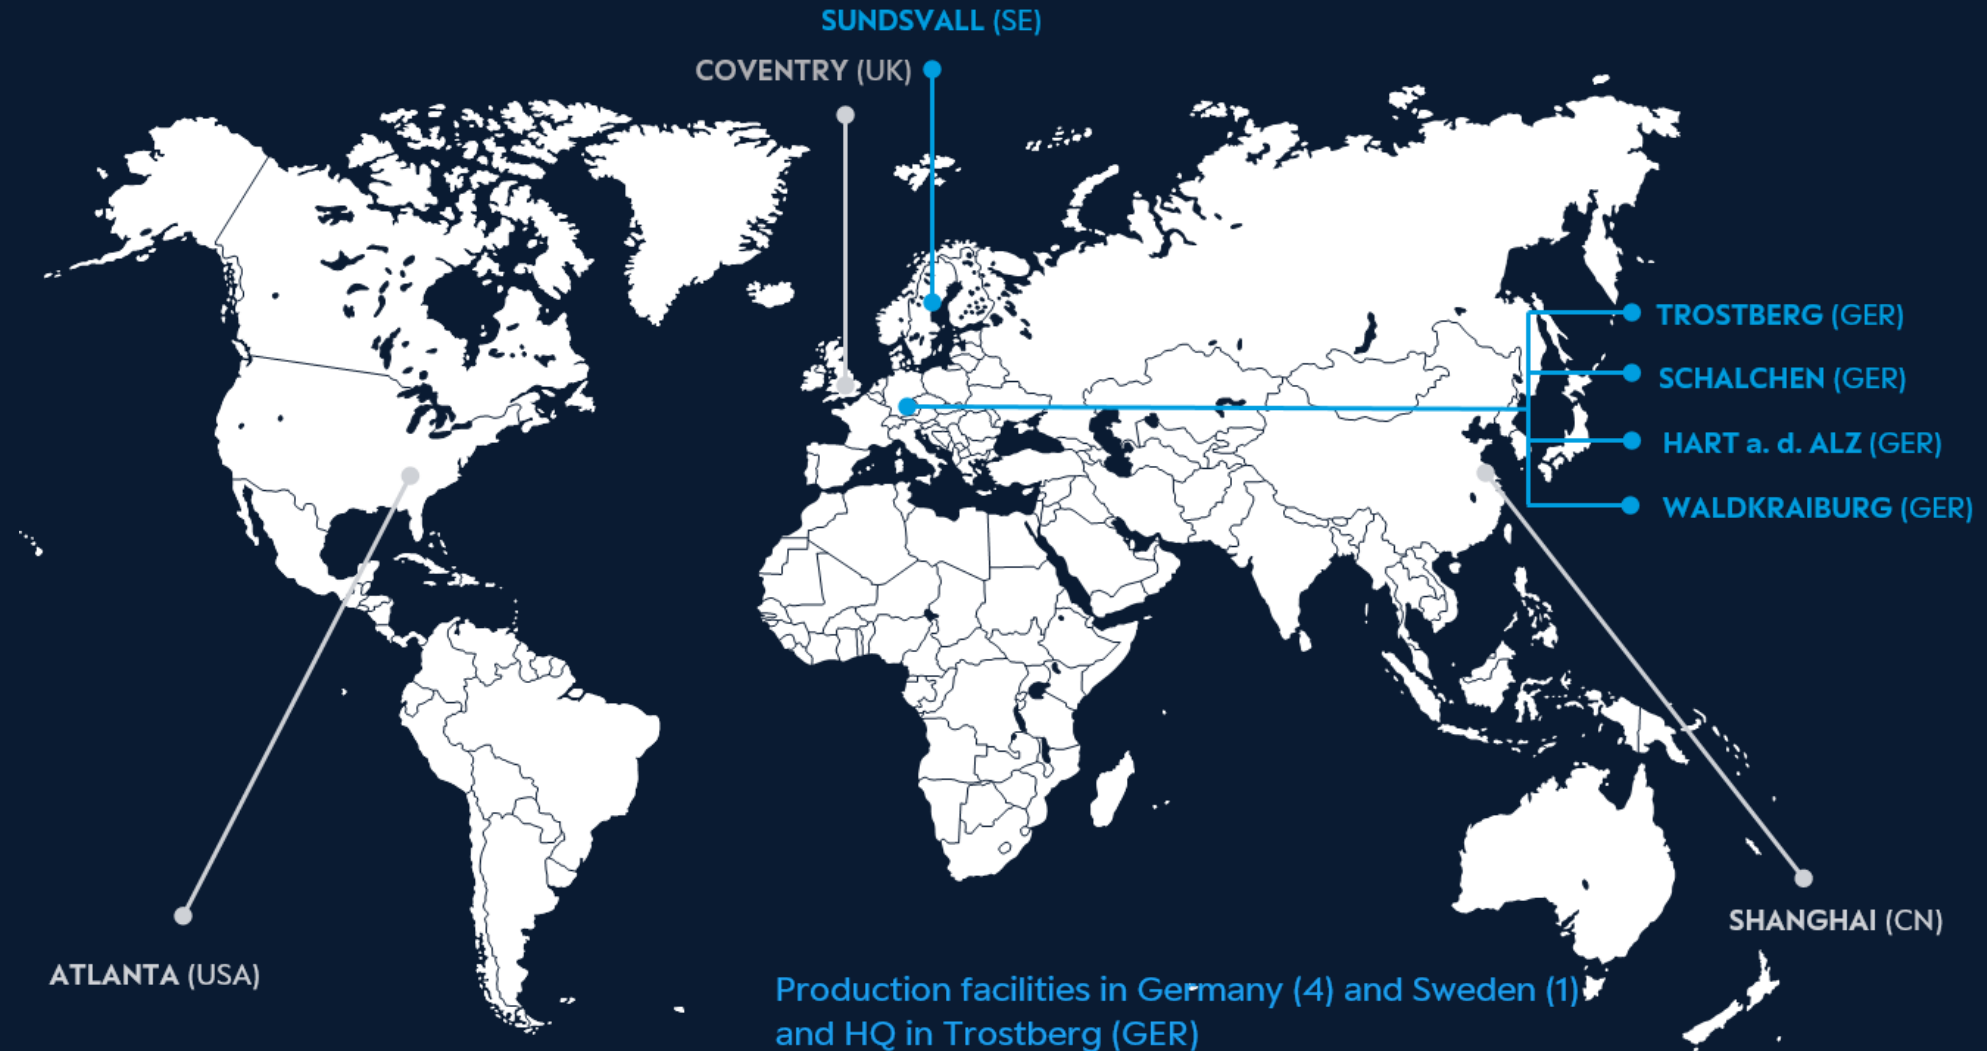 SUNDSVALL (SE)
COVENTRY (UK)
TROSTBERG (GER)
SCHALCHEN (GER)
HART a. d. ALZ (GER)
WALDKRAIBURG (GER)
SHANGHAI (CN)
ATLANTA (USA)
Production facilities in Germany (4) and Sweden (1)
and HQ in Trostberg (GER)